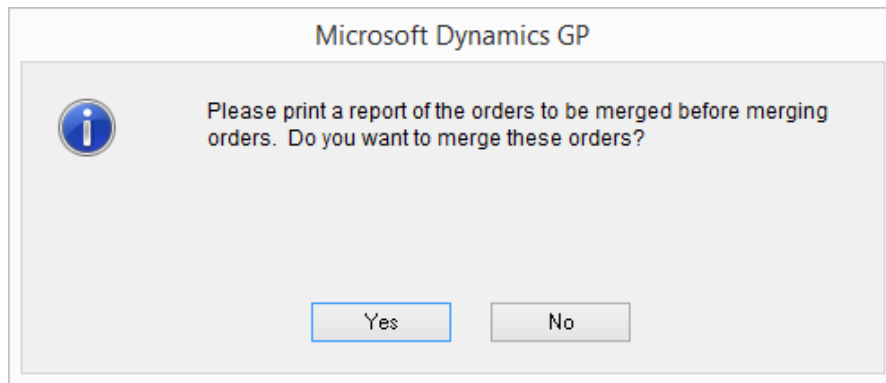 Microsoft Dynamics GP
Please print a report of the orders to be merged before merging
orders.  Do you want to merge these orders?
Yes
No